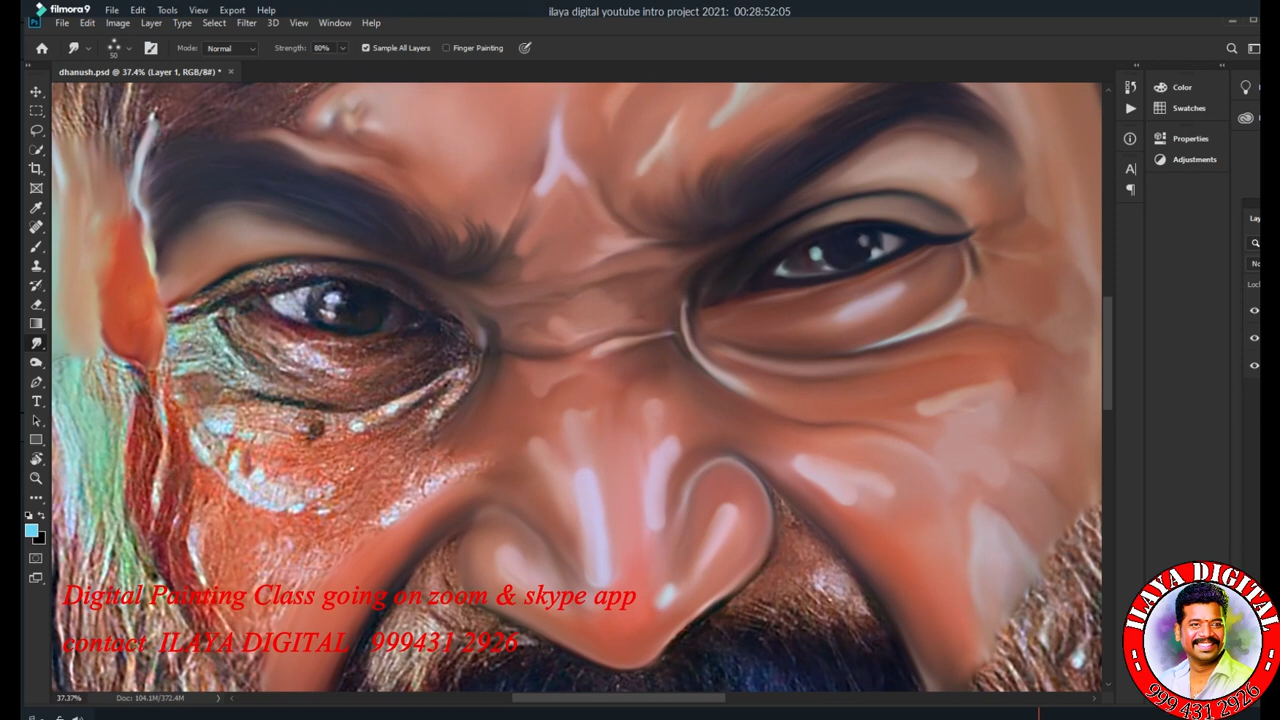 filmora9 File Edit Tools View Export Help ilaya digital youtube intro project 2021: 00:28:52:05
Ps File Edit Image Layer Type Select Filter 3D View Window Help
50 Mode: Normal Strength: 80% Sample All Layers Finger Painting
dhanush.psd @ 37.4% (Layer 1, RGB/8#) *
Color
Swatches
Properties
Adjustments
Digital Painting Class going on zoom & skype app
contact ILAYA DIGITAL 999431 2926
ILAYA DIGITAL
999 431 2926
37.37% Doc: 104.1M/372.4M